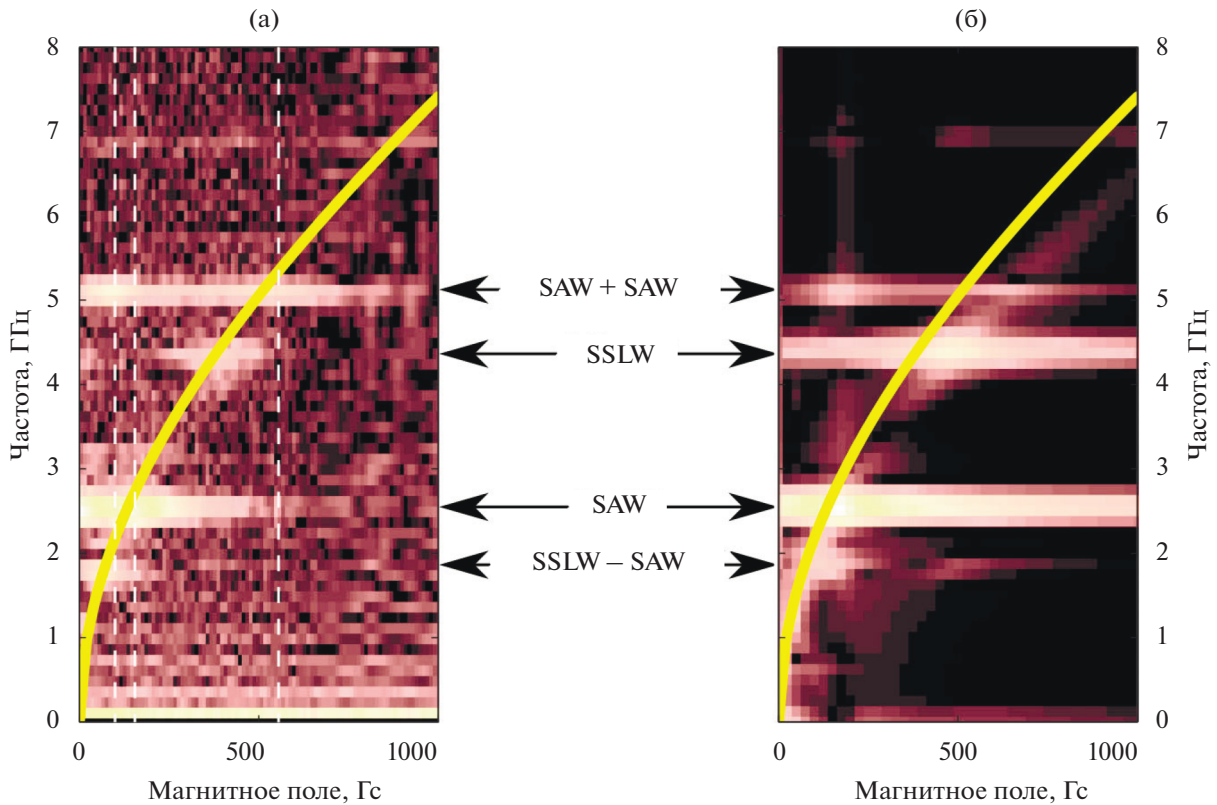 (а)
(б)
8
7
6
5
4
3
2
1
0
Частота, ГГц
0
500
1000
Магнитное поле, Гс
SAW + SAW
SSLW
SAW
SSLW – SAW
8
7
6
5
4
3
2
1
0
Частота, ГГц
0
500
1000
Магнитное поле, Гс